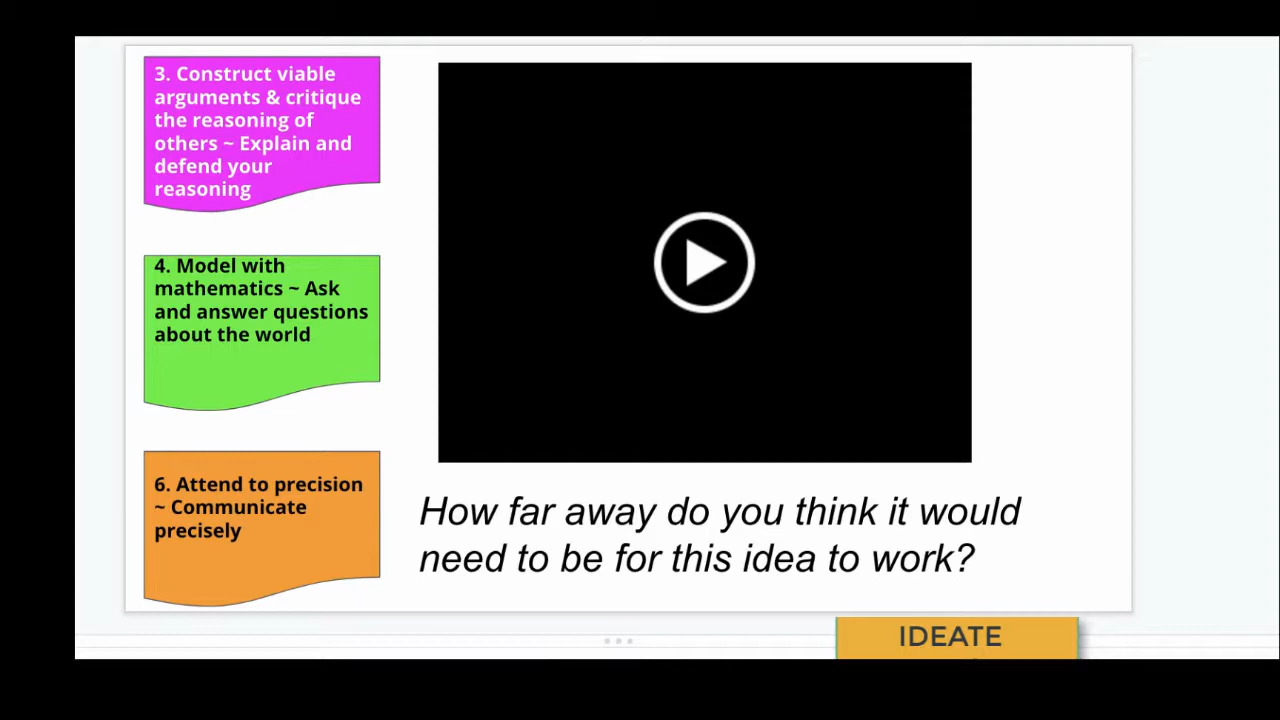 3. Construct viable
arguments & critique
the reasoning of
others ~ Explain and
defend your
reasoning
4. Model with
mathematics ~ Ask
and answer questions
about the world
6. Attend to precision
~ Communicate
precisely
How far away do you think it would
need to be for this idea to work?
IDEATE